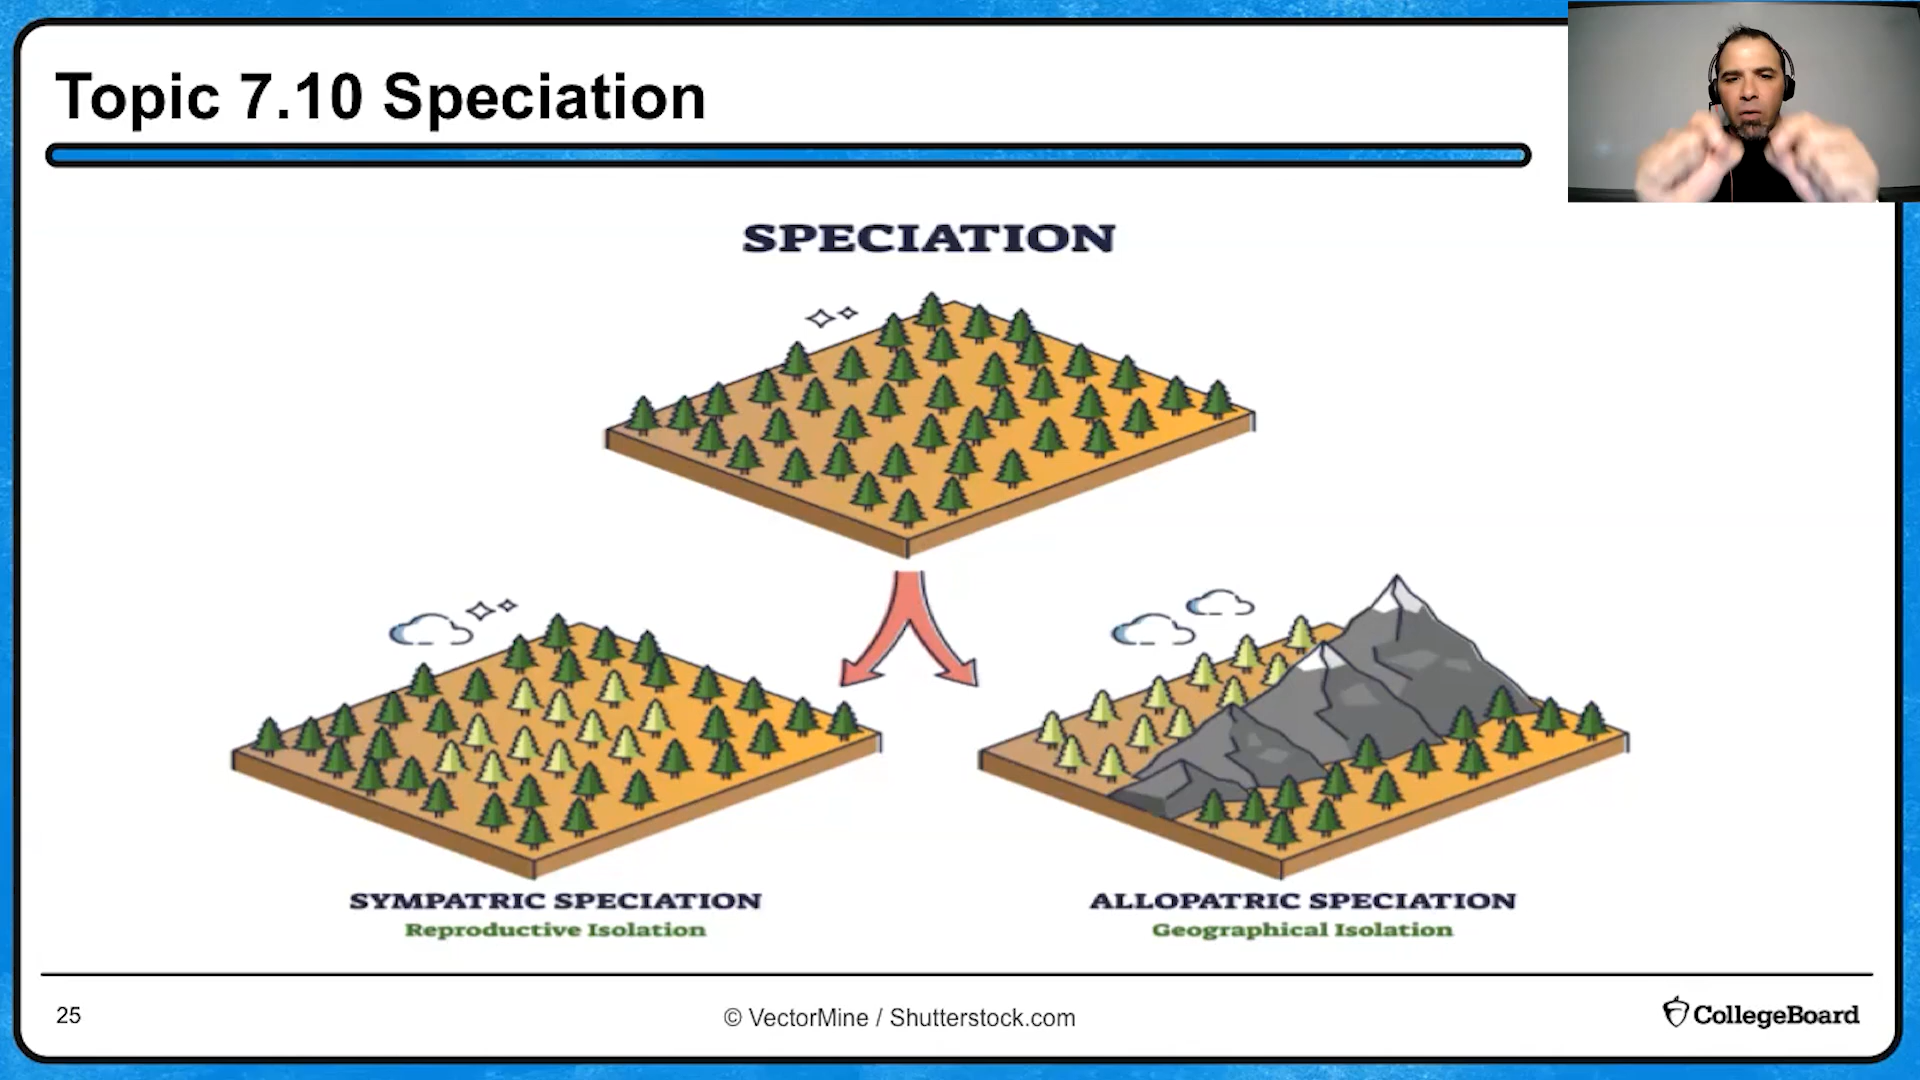 Topic 7.10 Speciation
SPECIATION
SYMPATRIC SPECIATION
Reproductive Isolation
ALLOPATRIC SPECIATION
Geographical Isolation
25
© VectorMine / Shutterstock.com
CollegeBoard